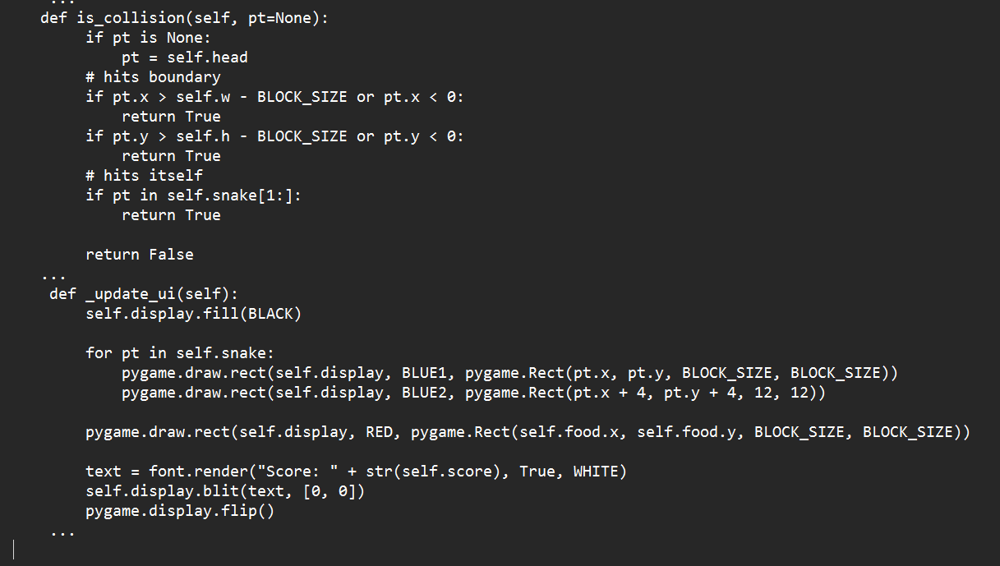 ...
def is_collision(self, pt=None):
if pt is None:
pt = self.head
# hits boundary
if pt.x > self.w - BLOCK_SIZE or pt.x < 0:
return True
if pt.y > self.h - BLOCK_SIZE or pt.y < 0:
return True
# hits itself
if pt in self.snake[1:]:
return True
return False
...
def _update_ui(self):
self.display.fill(BLACK)
for pt in self.snake:
pygame.draw.rect(self.display, BLUE1, pygame.Rect(pt.x, pt.y, BLOCK_SIZE, BLOCK_SIZE))
pygame.draw.rect(self.display, BLUE2, pygame.Rect(pt.x + 4, pt.y + 4, 12, 12))
pygame.draw.rect(self.display, RED, pygame.Rect(self.food.x, self.food.y, BLOCK_SIZE, BLOCK_SIZE))
text = font.render("Score: " + str(self.score), True, WHITE)
self.display.blit(text, [0, 0])
pygame.display.flip()
...